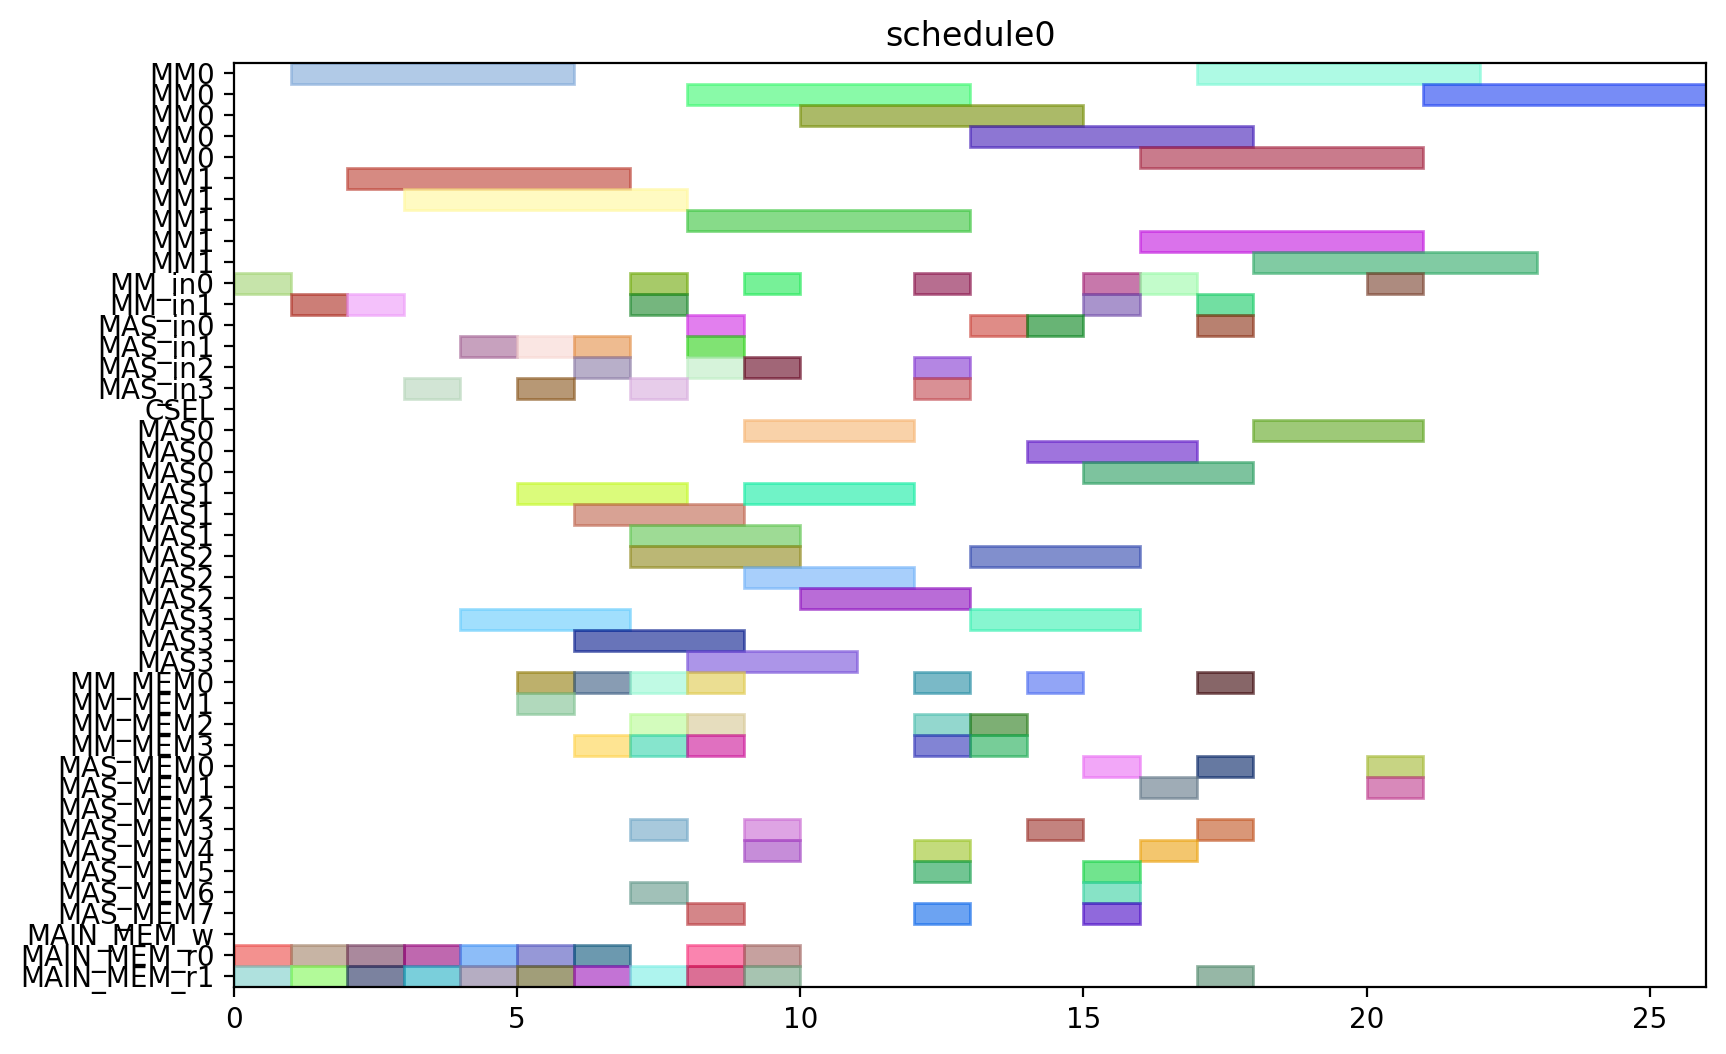 schedule0
MM0
MM0
MM0
MM0
MM0
MM1
MM1
MM1
MM1
MM1
MM_in0
MM_in1
MAS_in0
MAS_in1
MAS_in2
MAS_in3
CSEL
MAS0
MAS0
MAS0
MAS1
MAS1
MAS1
MAS2
MAS2
MAS2
MAS3
MAS3
MAS3
MM_MEM0
MM_MEM1
MM_MEM2
MM_MEM3
MAS_MEM0
MAS_MEM1
MAS_MEM2
MAS_MEM3
MAS_MEM4
MAS_MEM5
MAS_MEM6
MAS_MEM7
MAIN_MEM_w
MAIN_MEM_r0
MAIN_MEM_r1
0 5 10 15 20 25